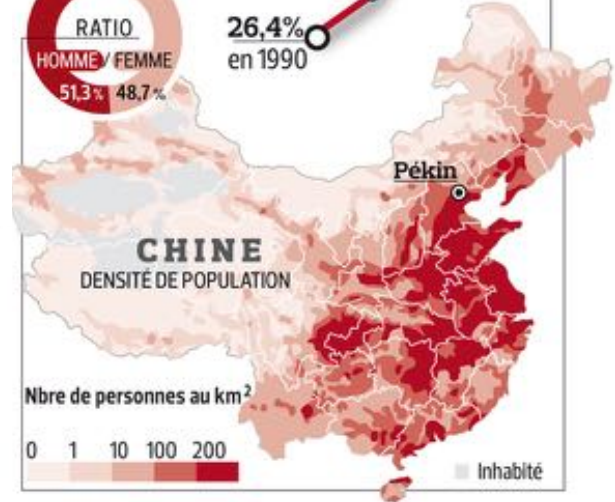 RATIO
HOMME / FEMME
51,3 % 48,7 %
26,4%
en 1990
Pékin
CHINE
DENSITÉ DE POPULATION
Nbre de personnes au km²
0 1 10 100 200
Inhabité